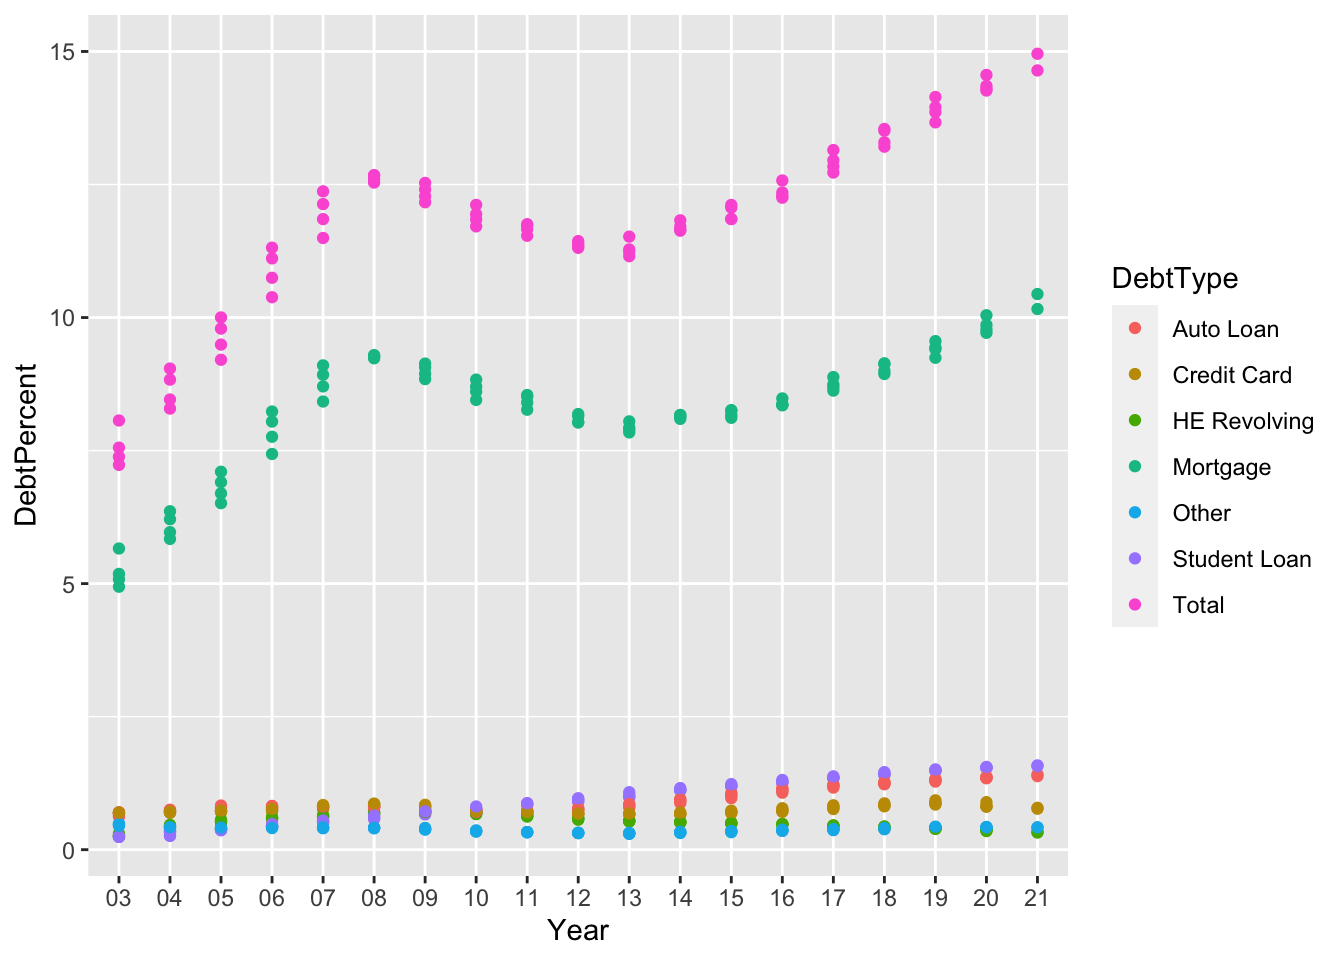 15
10
5
0
DebtPercent
03 04 05 06 07 08 09 10 11 12 13 14 15 16 17 18 19 20 21
Year
DebtType
Auto Loan
Credit Card
HE Revolving
Mortgage
Other
Student Loan
Total